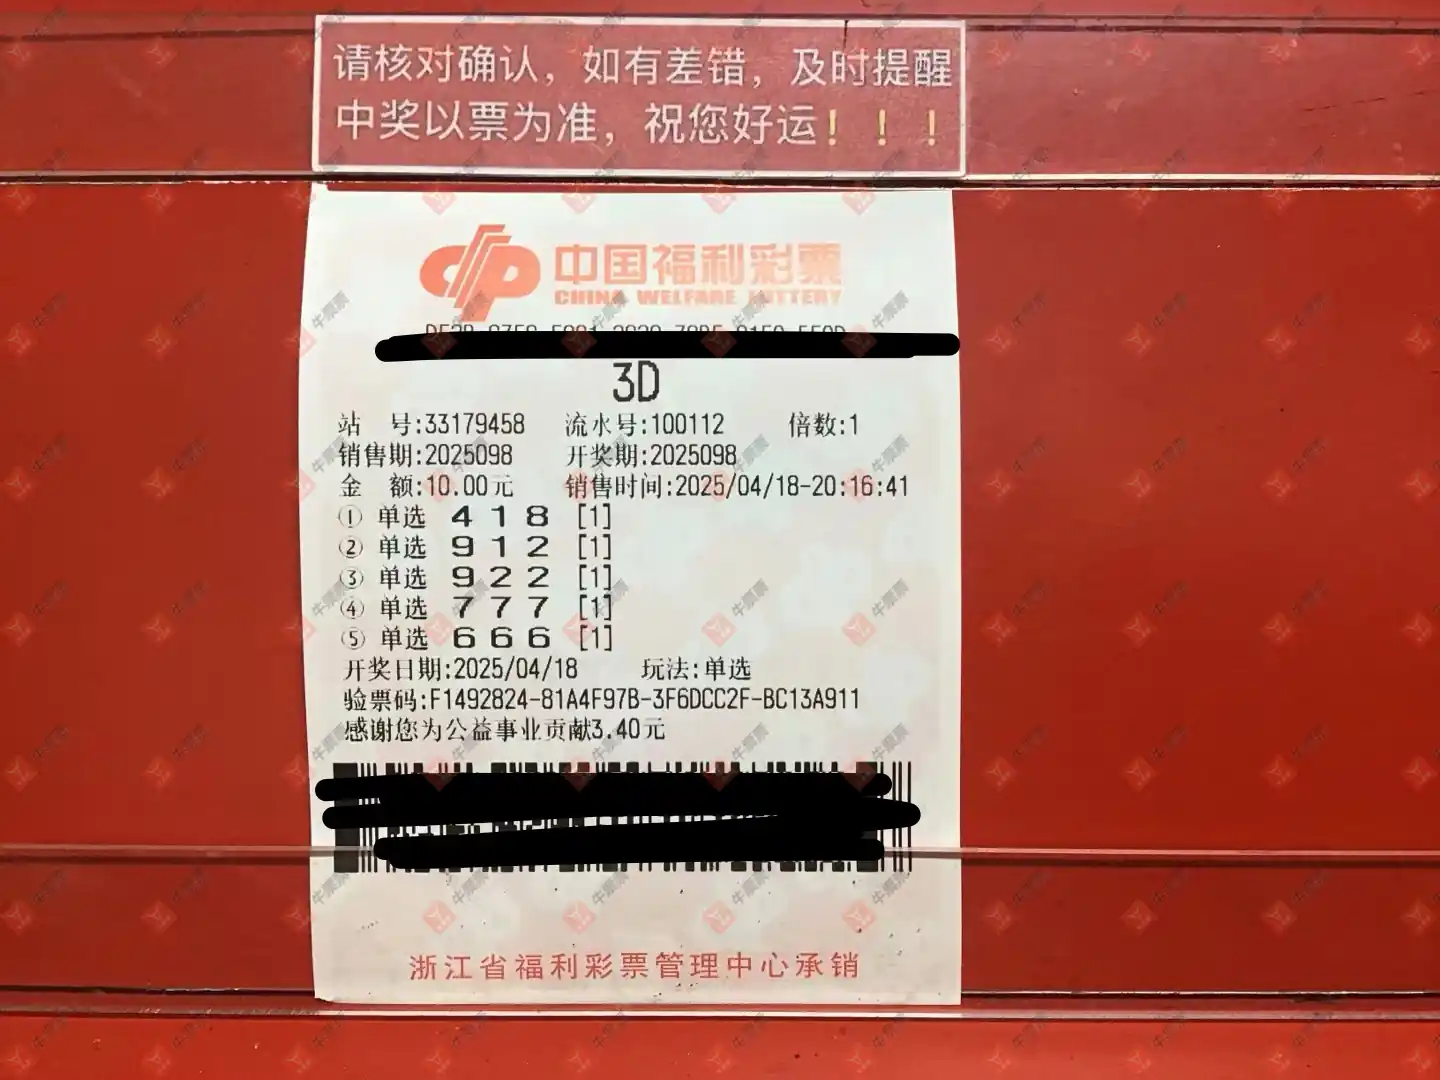 请核对确认，如有差错，及时提醒
中奖以票为准，祝您好运！！！
中国福利彩票
CHINA WELFARE LOTTERY
3D
站 号:33179458 流水号:100112 倍数:1
销售期:2025098 开奖期:2025098
金 额:10.00元 销售时间:2025/04/18-20:16:41
① 单选 4 1 8 [1]
② 单选 9 1 2 [1]
③ 单选 9 2 2 [1]
④ 单选 7 7 7 [1]
⑤ 单选 6 6 6 [1]
开奖日期:2025/04/18 玩法:单选
验票码:F1492824-81A4F97B-3F6DCC2F-BC13A911
感谢您为公益事业贡献3.40元
浙江省福利彩票管理中心承销
牛票票